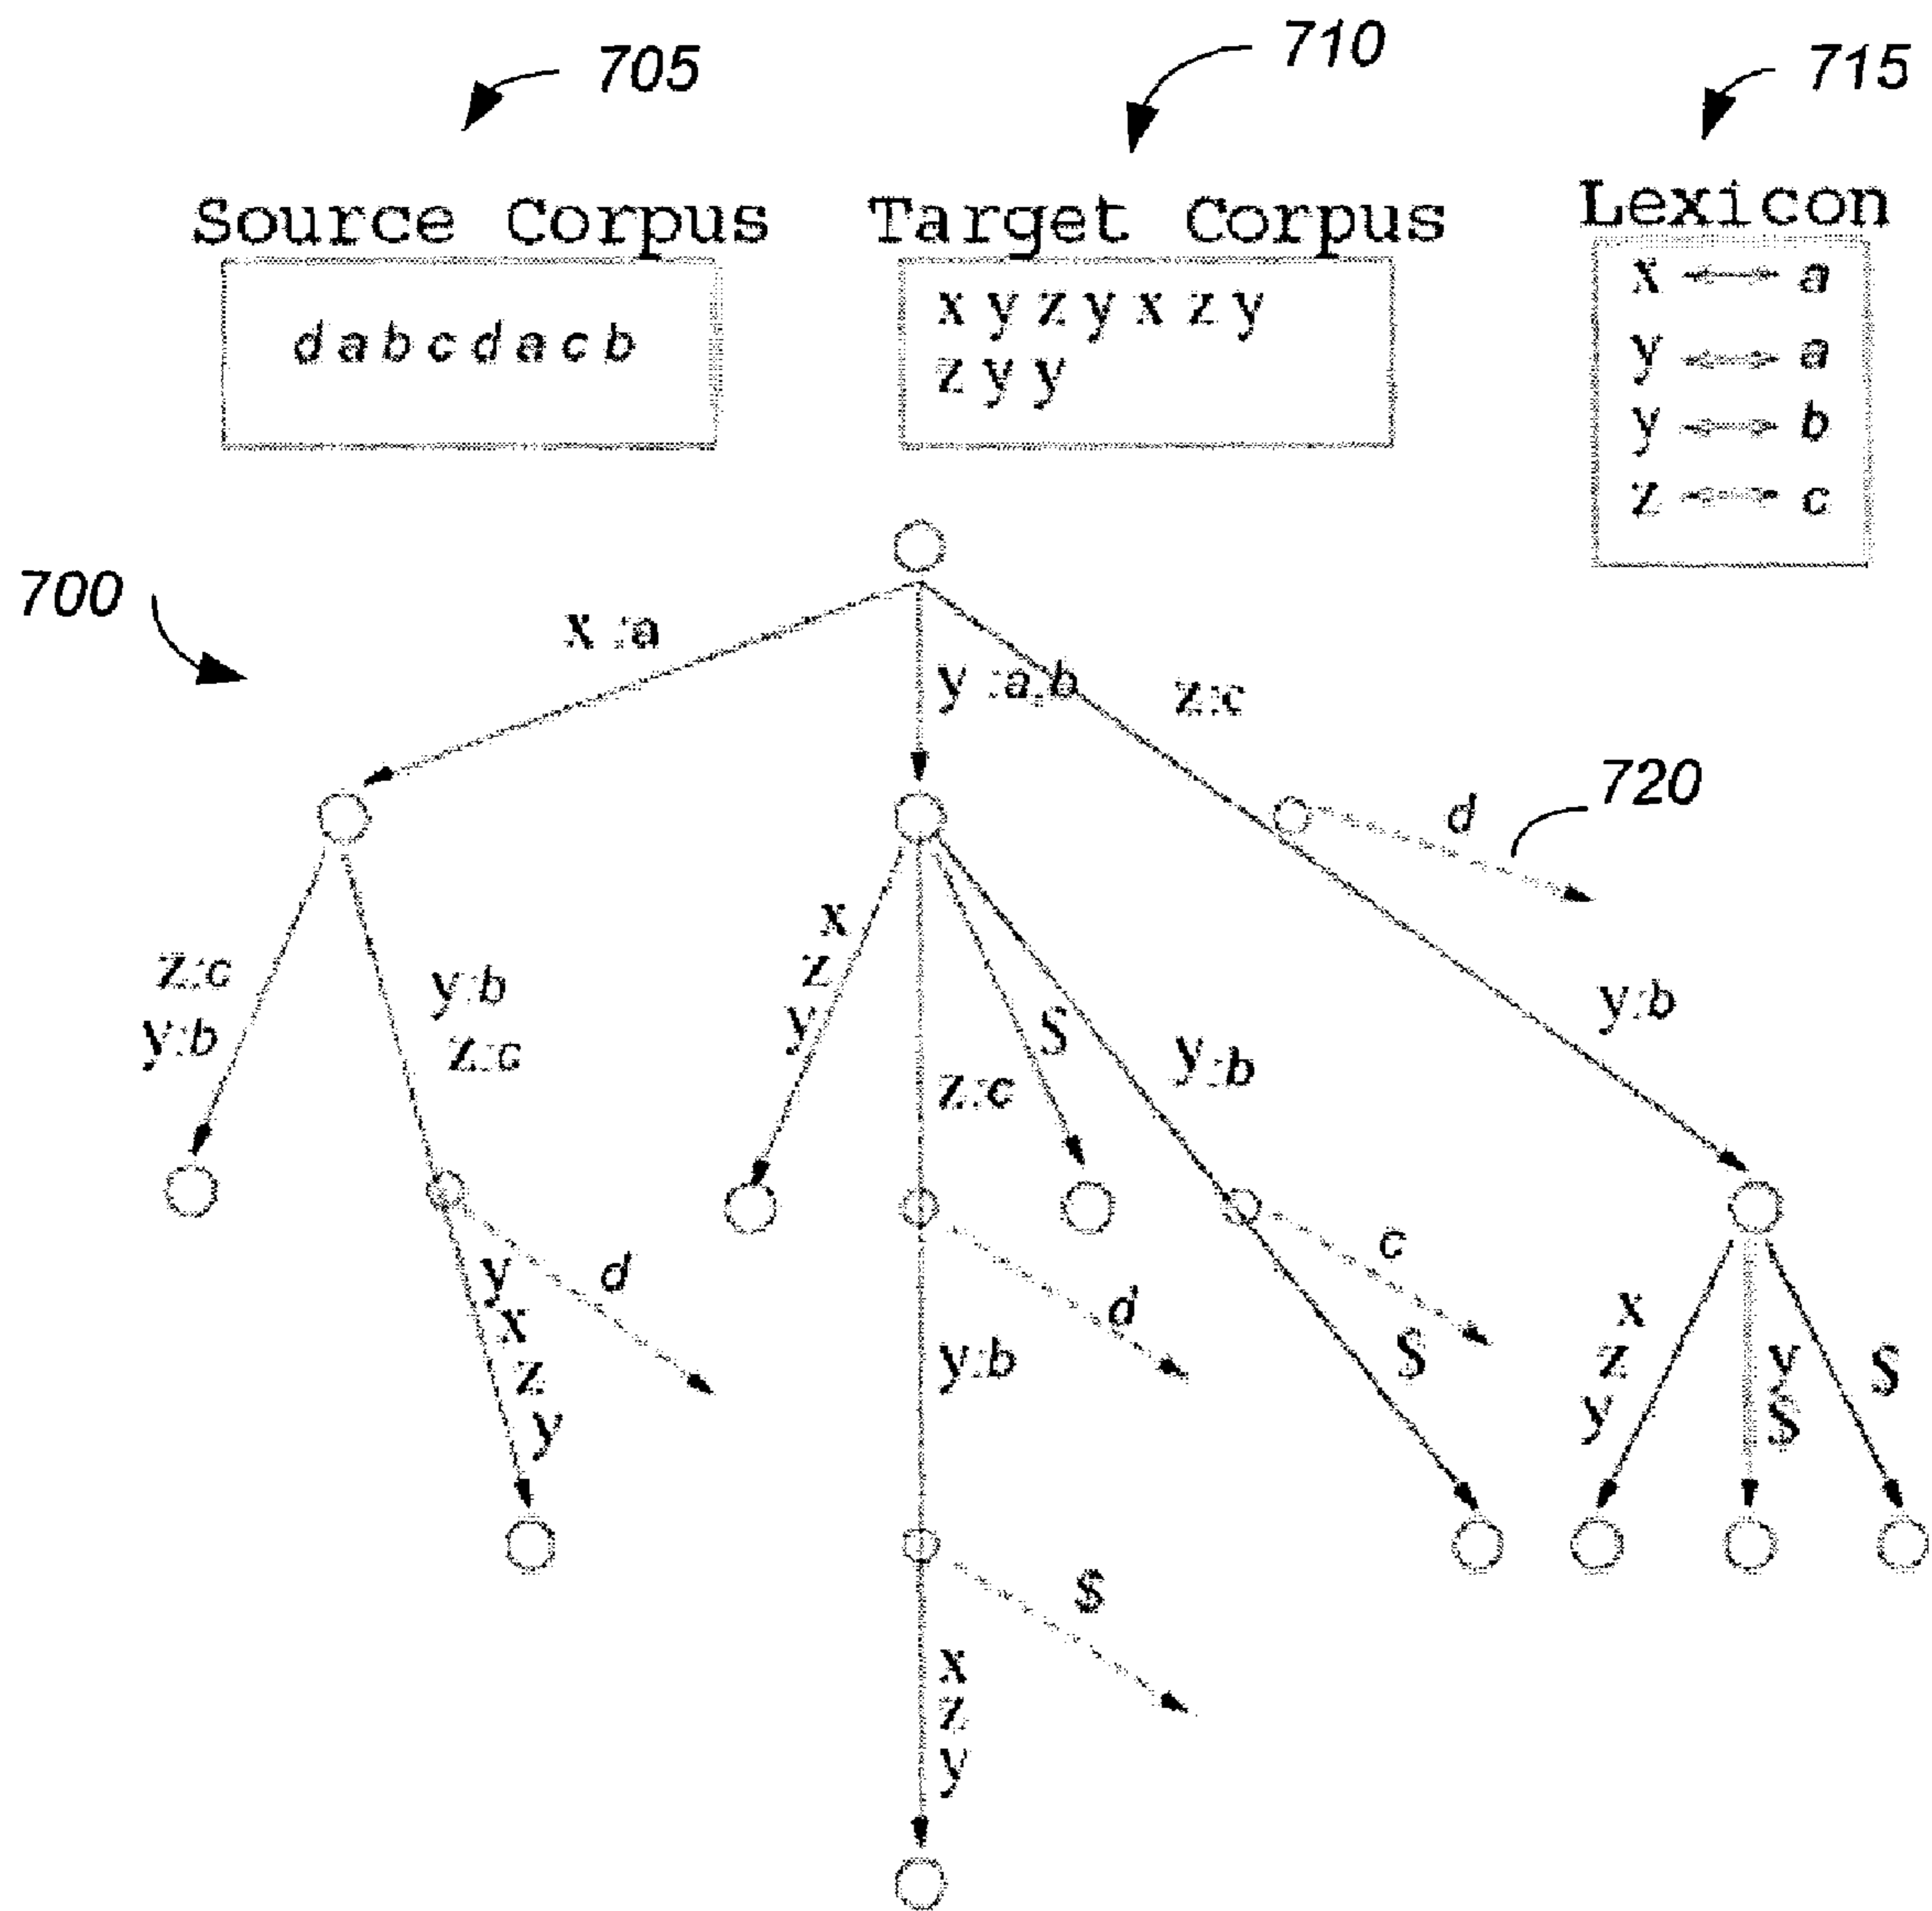 705
710
715
Source Corpus
Target Corpus
Lexicon
d a b c d a c b
x y z y x z y
z y y
x ↔ a
y ↔ a
y ↔ b
z ↔ c
700
x :a
y :a,b
z:c
720
d
z:c
y:b
y:b
z:c
x
z
y
z:c
S
y:b
y:b
d
y
x
z
y
d
y:b
c
S
x
z
y
y
S
S
s
x
z
y